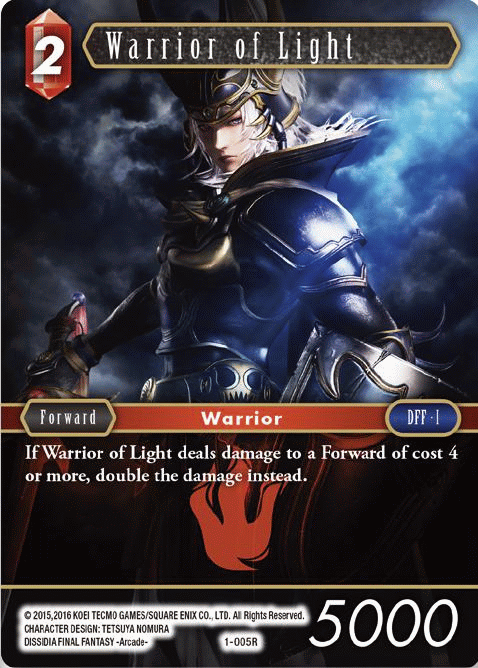 2
Warrior of Light
Forward
Warrior
DFF · I
If Warrior of Light deals damage to a Forward of cost 4
or more, double the damage instead.
© 2015,2016 KOEI TECMO GAMES/SQUARE ENIX CO., LTD. All Rights Reserved.
CHARACTER DESIGN: TETSUYA NOMURA
DISSIDIA FINAL FANTASY -Arcade-
1-005R
5000